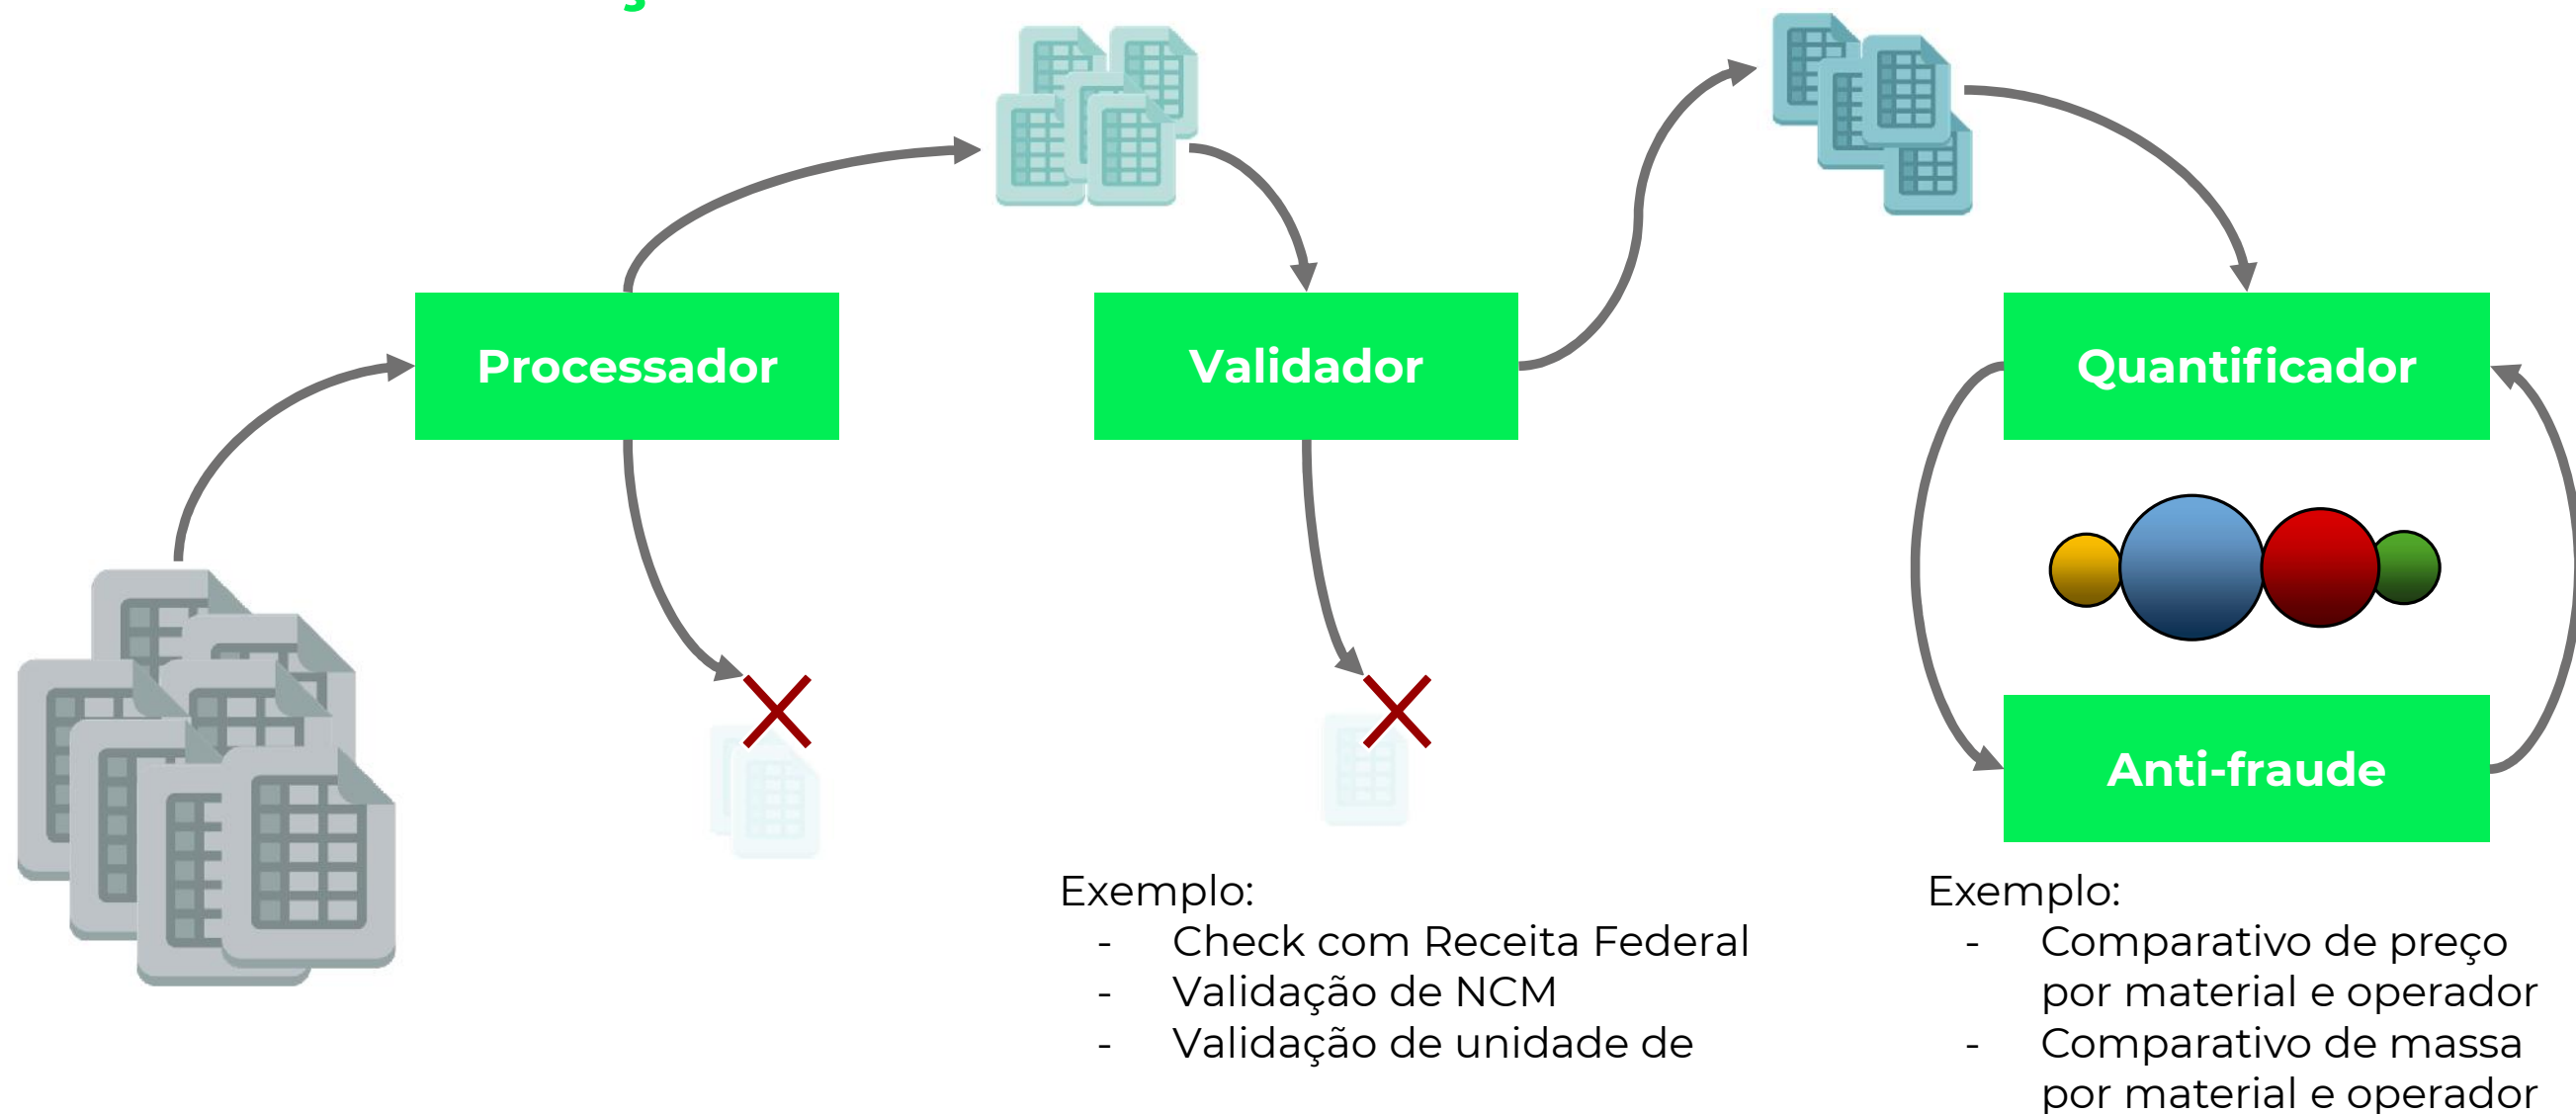 Processador
Validador
Quantificador
Anti-fraude
Exemplo:
- Check com Receita Federal
- Validação de NCM
- Validação de unidade de
Exemplo:
- Comparativo de preço
por material e operador
- Comparativo de massa
por material e operador